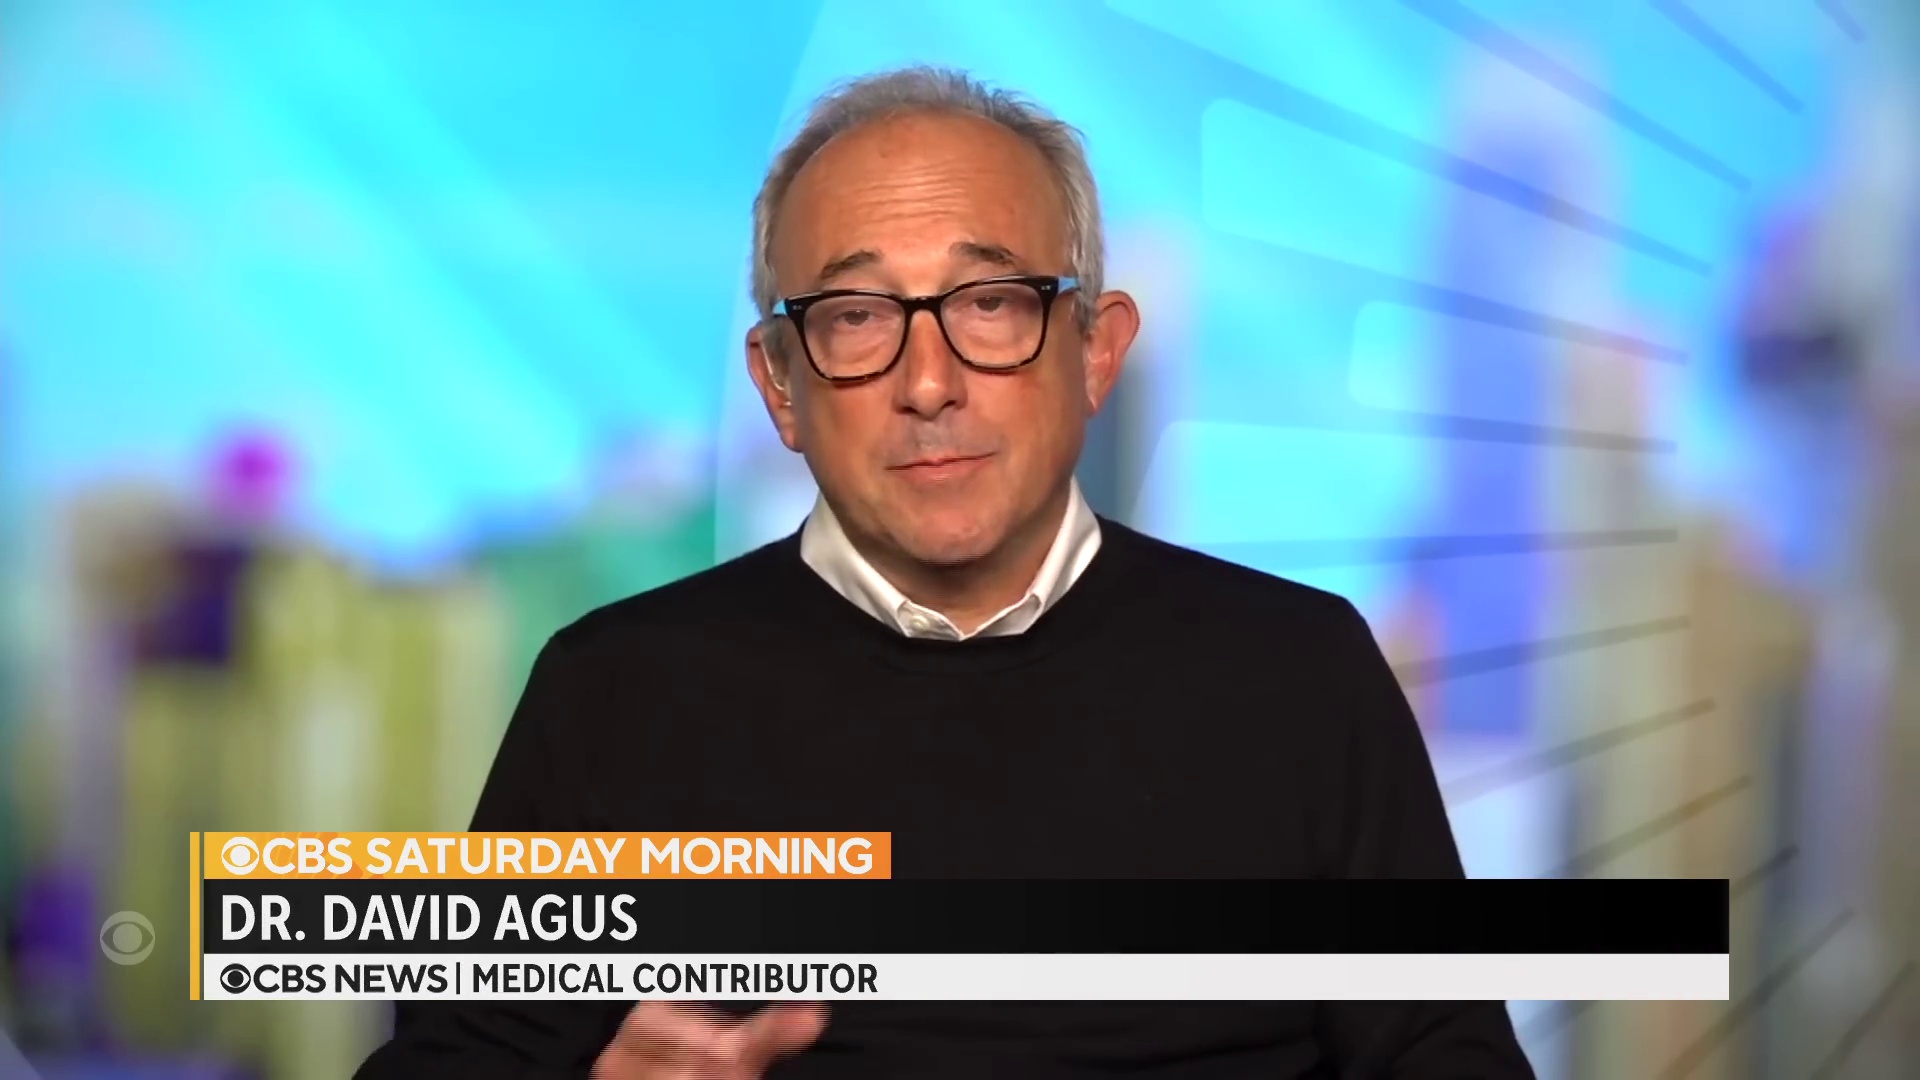 CBS SATURDAY MORNING
DR. DAVID AGUS
CBS NEWS | MEDICAL CONTRIBUTOR